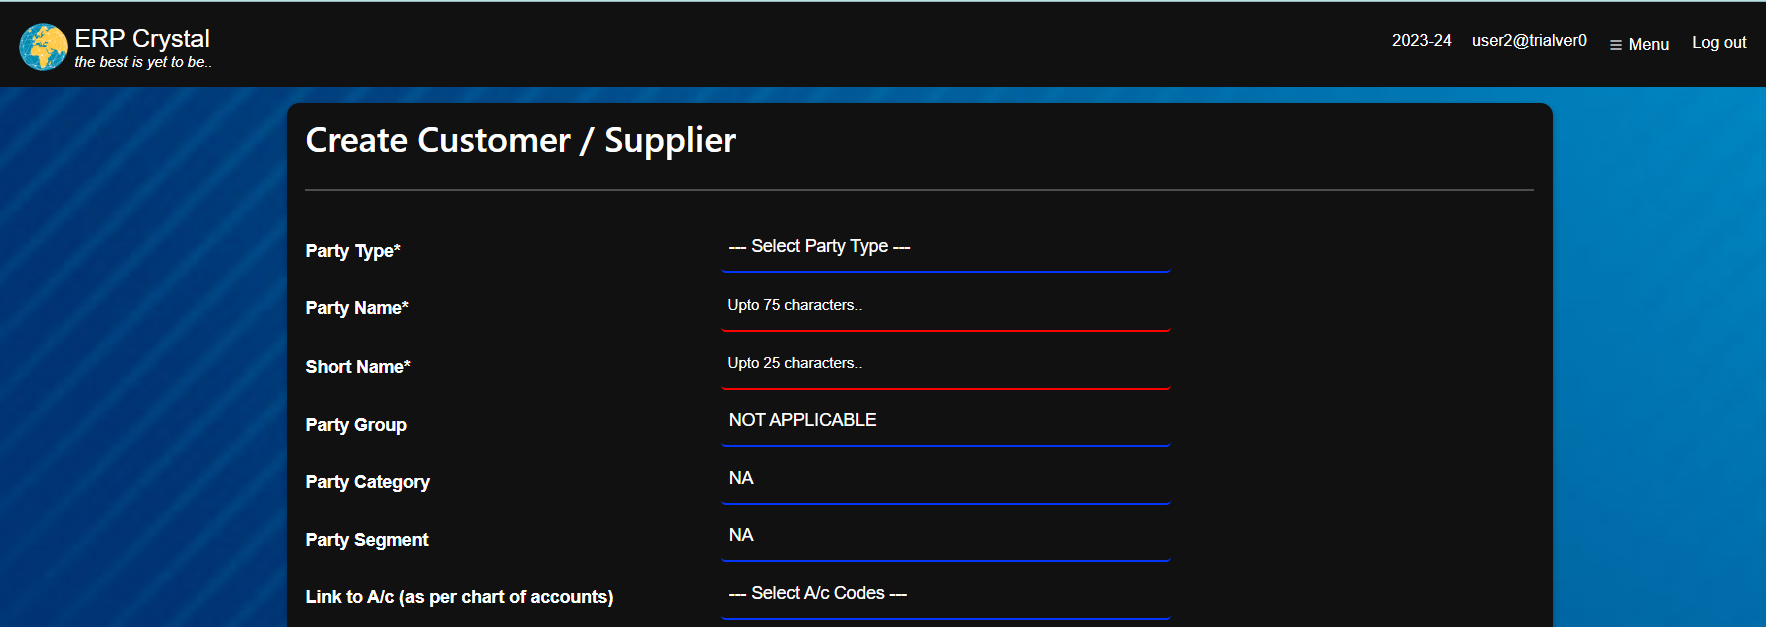 ERP Crystal
the best is yet to be..
2023-24 user2@trialver0 Menu Log out
Create Customer / Supplier
Party Type* --- Select Party Type ---
Party Name* Upto 75 characters..
Short Name* Upto 25 characters..
Party Group NOT APPLICABLE
Party Category NA
Party Segment NA
Link to A/c (as per chart of accounts) --- Select A/c Codes ---